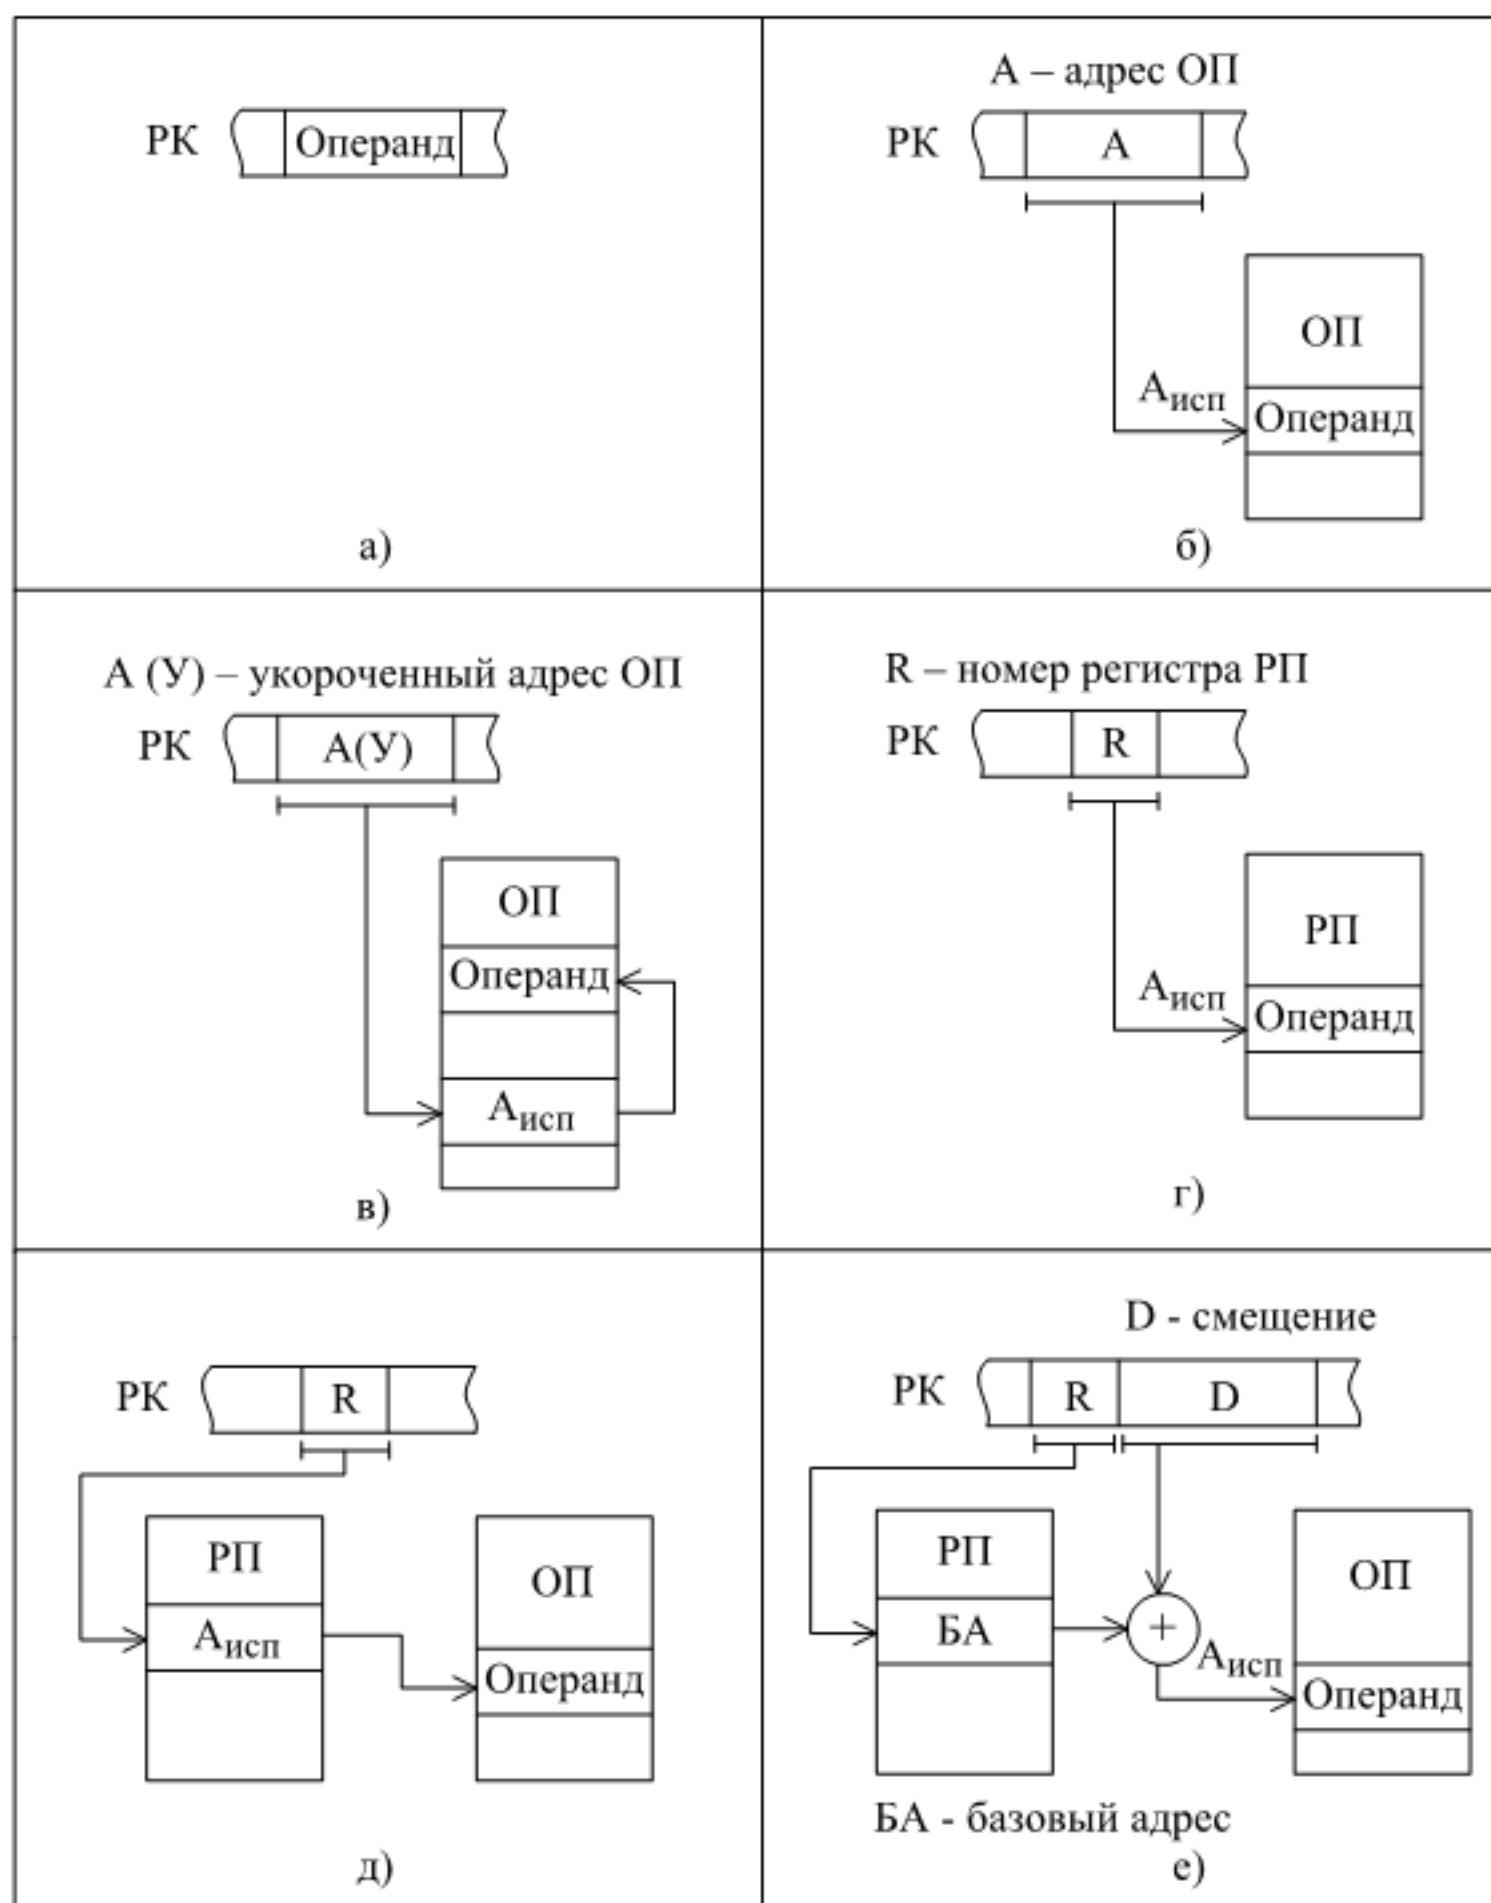 РК
Операнд
а)
А – адрес ОП
РК
А
ОП
Аисп
Операнд
б)
А (У) – укороченный адрес ОП
РК
А(У)
ОП
Операнд
Аисп
в)
R – номер регистра РП
РК
R
РП
Аисп
Операнд
г)
РК
R
РП
Аисп
ОП
Операнд
д)
D - смещение
РК
R
D
РП
БА
+
Аисп
ОП
Операнд
БА - базовый адрес
е)